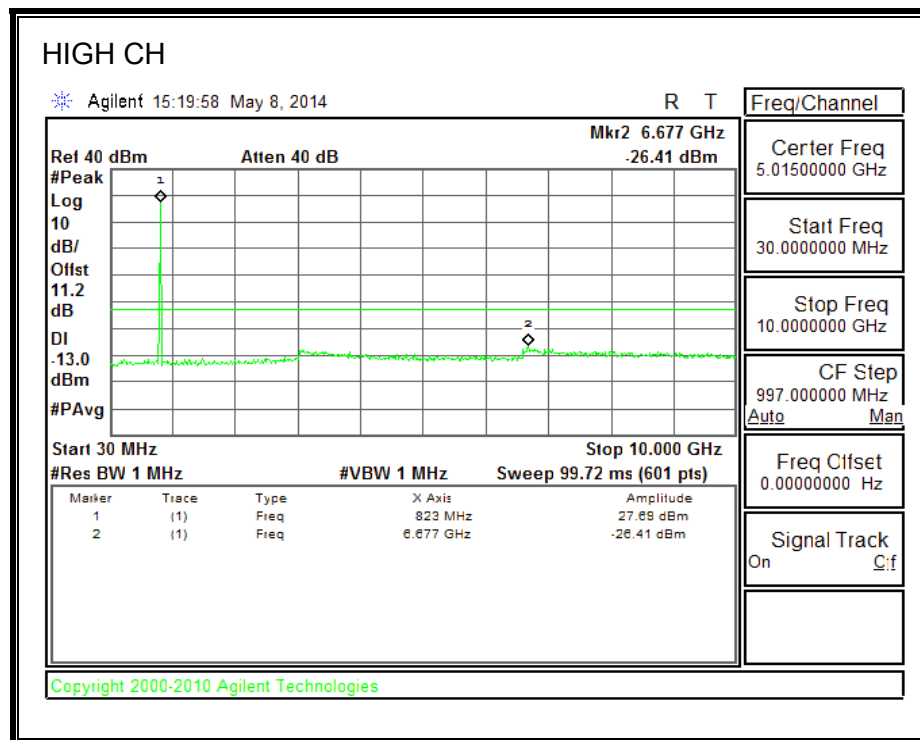 HIGH CH
Agilent 15:19:58 May 8, 2014 R T
Mkr2 6.677 GHz
Ref 40 dBm Atten 40 dB -26.41 dBm
#Peak
Log
10
dB/
Offst
11.2
dB
DI
-13.0
dBm
#PAvg
1
2
Start 30 MHz Stop 10.000 GHz
#Res BW 1 MHz #VBW 1 MHz Sweep 99.72 ms (601 pts)
Marker Trace Type X Axis Amplitude
1 (1) Freq 823 MHz 27.69 dBm
2 (1) Freq 6.677 GHz -26.41 dBm
Copyright 2000-2010 Agilent Technologies
Freq/Channel
Center Freq
5.01500000 GHz
Start Freq
30.0000000 MHz
Stop Freq
10.0000000 GHz
CF Step
997.000000 MHz
Auto Man
Freq Offset
0.00000000 Hz
Signal Track
On Off